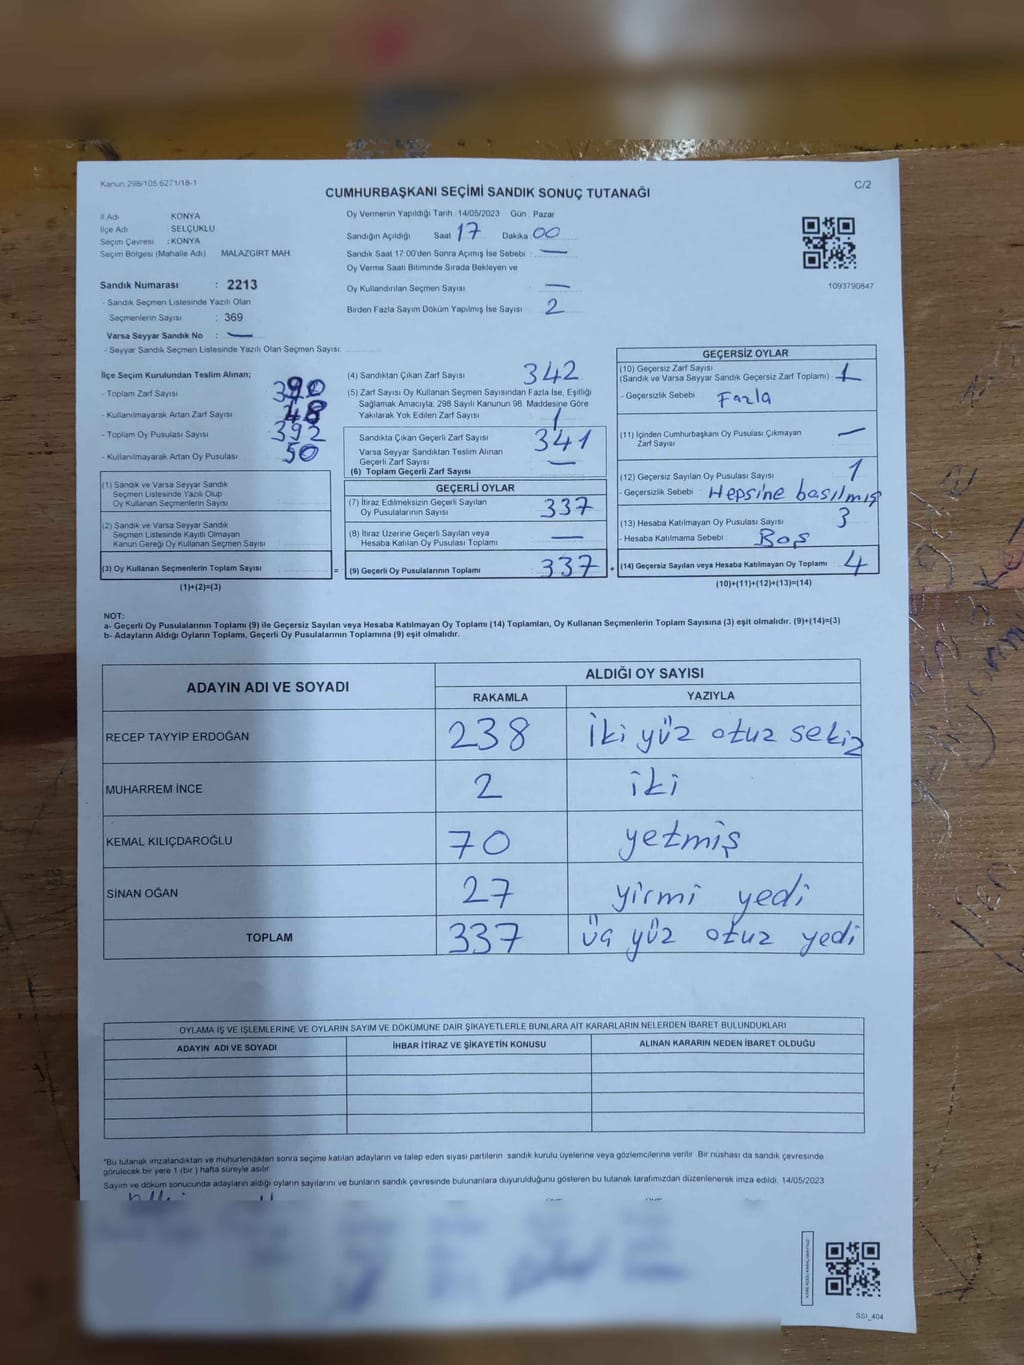 Kanun 298/105,6271/18-1
C/2
CUMHURBAŞKANI SEÇİMİ SANDIK SONUÇ TUTANAĞI
İl Adı KONYA
İlçe Adı SELÇUKLU
Seçim Çevresi : KONYA
Seçim Bölgesi (Mahalle Adı) MALAZGİRT MAH.
Sandık Numarası : 2213
- Sandık Seçmen Listesinde Yazılı Olan
Seçmenlerin Sayısı : 369
Varsa Seyyar Sandık No : —
- Seyyar Sandık Seçmen Listesinde Yazılı Olan Seçmen Sayısı:
Oy Vermenin Yapıldığı Tarih :14/05/2023 Gün : Pazar
Sandığın Açıldığı Saat 17 Dakika: 00
Sandık Saat 17.00'den Sonra Açılmış İse Sebebi : —
Oy Verme Saati Bitiminde Sırada Bekleyen ve
Oy Kullandırılan Seçmen Sayısı —
Birden Fazla Sayım Döküm Yapılmış İse Sayısı 2
1093790847
İlçe Seçim Kurulundan Teslim Alınan;
- Toplam Zarf Sayısı
- Kullanılmayarak Artan Zarf Sayısı 48
- Toplam Oy Pusulası Sayısı 392
- Kullanılmayarak Artan Oy Pusulası 50
(1) Sandık ve Varsa Seyyar Sandık
Seçmen Listesinde Yazılı Olup
Oy Kullanan Seçmenlerin Sayısı
(2) Sandık ve Varsa Seyyar Sandık
Seçmen Listesinde Kayıtlı Olmayan
Kanun Gereği Oy Kullanan Seçmen Sayısı
(3) Oy Kullanan Seçmenlerin Toplam Sayısı =
(1)+(2)=(3)
(4) Sandıktan Çıkan Zarf Sayısı 342
(5) Zarf Sayısı Oy Kullanan Seçmen Sayısından Fazla İse, Eşitliği
Sağlamak Amacıyla; 298 Sayılı Kanunun 98. Maddesine Göre
Yakılarak Yok Edilen Zarf Sayısı 1
Sandıkta Çıkan Geçerli Zarf Sayısı 341
Varsa Seyyar Sandıktan Teslim Alınan
Geçerli Zarf Sayısı —
(6) Toplam Geçerli Zarf Sayısı
GEÇERLİ OYLAR
(7) İtiraz Edilmeksizin Geçerli Sayılan
Oy Pusulalarının Sayısı 337
(8) İtiraz Üzerine Geçerli Sayılan veya
Hesaba Katılan Oy Pusulası Toplamı —
(9) Geçerli Oy Pusulalarının Toplamı 337 +
GEÇERSİZ OYLAR
(10) Geçersiz Zarf Sayısı
(Sandık ve Varsa Seyyar Sandık Geçersiz Zarf Toplamı) 1
- Geçersizlik Sebebi : Fazla
(11) İçinden Cumhurbaşkanı Oy Pusulası Çıkmayan
Zarf Sayısı —
(12) Geçersiz Sayılan Oy Pusulası Sayısı 1
- Geçersizlik Sebebi : Hepsine basılmış
(13) Hesaba Katılmayan Oy Pusulası Sayısı 3
- Hesaba Katılmama Sebebi : Boş
(14) Geçersiz Sayılan veya Hesaba Katılmayan Oy Toplamı 4
(10)+(11)+(12)+(13)=(14)
NOT:
a- Geçerli Oy Pusulalarının Toplamı (9) ile Geçersiz Sayılan veya Hesaba Katılmayan Oy Toplamı (14) Toplamları, Oy Kullanan Seçmenlerin Toplam Sayısına (3) eşit olmalıdır. (9)+(14)=(3)
b- Adayların Aldığı Oyların Toplamı, Geçerli Oy Pusulalarının Toplamına (9) eşit olmalıdır.
ADAYIN ADI VE SOYADI ALDIĞI OY SAYISI
RAKAMLA YAZIYLA
RECEP TAYYİP ERDOĞAN 238 iki yüz otuz sekiz
MUHARREM İNCE 2 iki
KEMAL KILIÇDAROĞLU 70 yetmiş
SİNAN OĞAN 27 yirmi yedi
TOPLAM 337 üç yüz otuz yedi
OYLAMA İŞ VE İŞLEMLERİNE VE OYLARIN SAYIM VE DÖKÜMÜNE DAİR ŞİKAYETLERLE BUNLARA AİT KARARLARIN NELERDEN İBARET BULUNDUKLARI
ADAYIN ADI VE SOYADI İHBAR İTİRAZ VE ŞİKAYETİN KONUSU ALINAN KARARIN NEDEN İBARET OLDUĞU
*Bu tutanak imzalandıktan ve mühürlendikten sonra seçime katılan adayların ve talep eden siyasi partilerin sandık kurulu üyelerine veya gözlemcilerine verilir. Bir nüshası da sandık çevresinde
görülecek bir yere 1 (bir) hafta süreyle asılır.
Sayım ve döküm sonucunda adayların aldığı oyların sayılarını ve bunların sandık çevresinde bulunanlara duyurulduğunu gösteren bu tutanak tarafımızdan düzenlenerek imza edildi. 14/05/2023
SSI_404